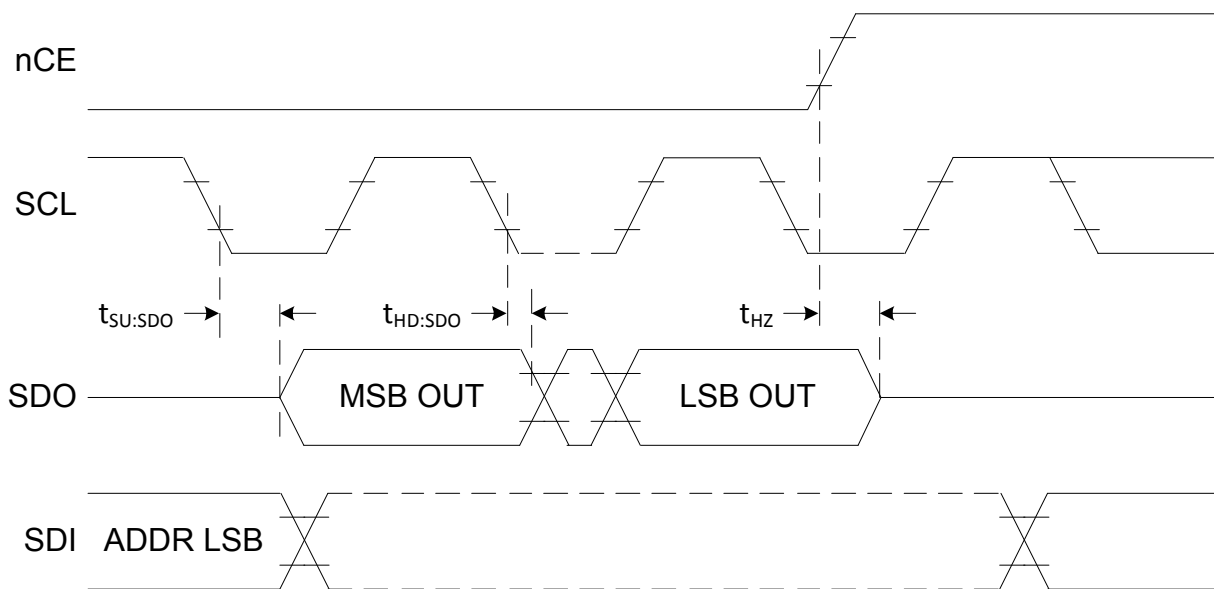 nCE
SCL
tSU:SDO
tHD:SDO
tHZ
SDO
MSB OUT
LSB OUT
SDI
ADDR LSB